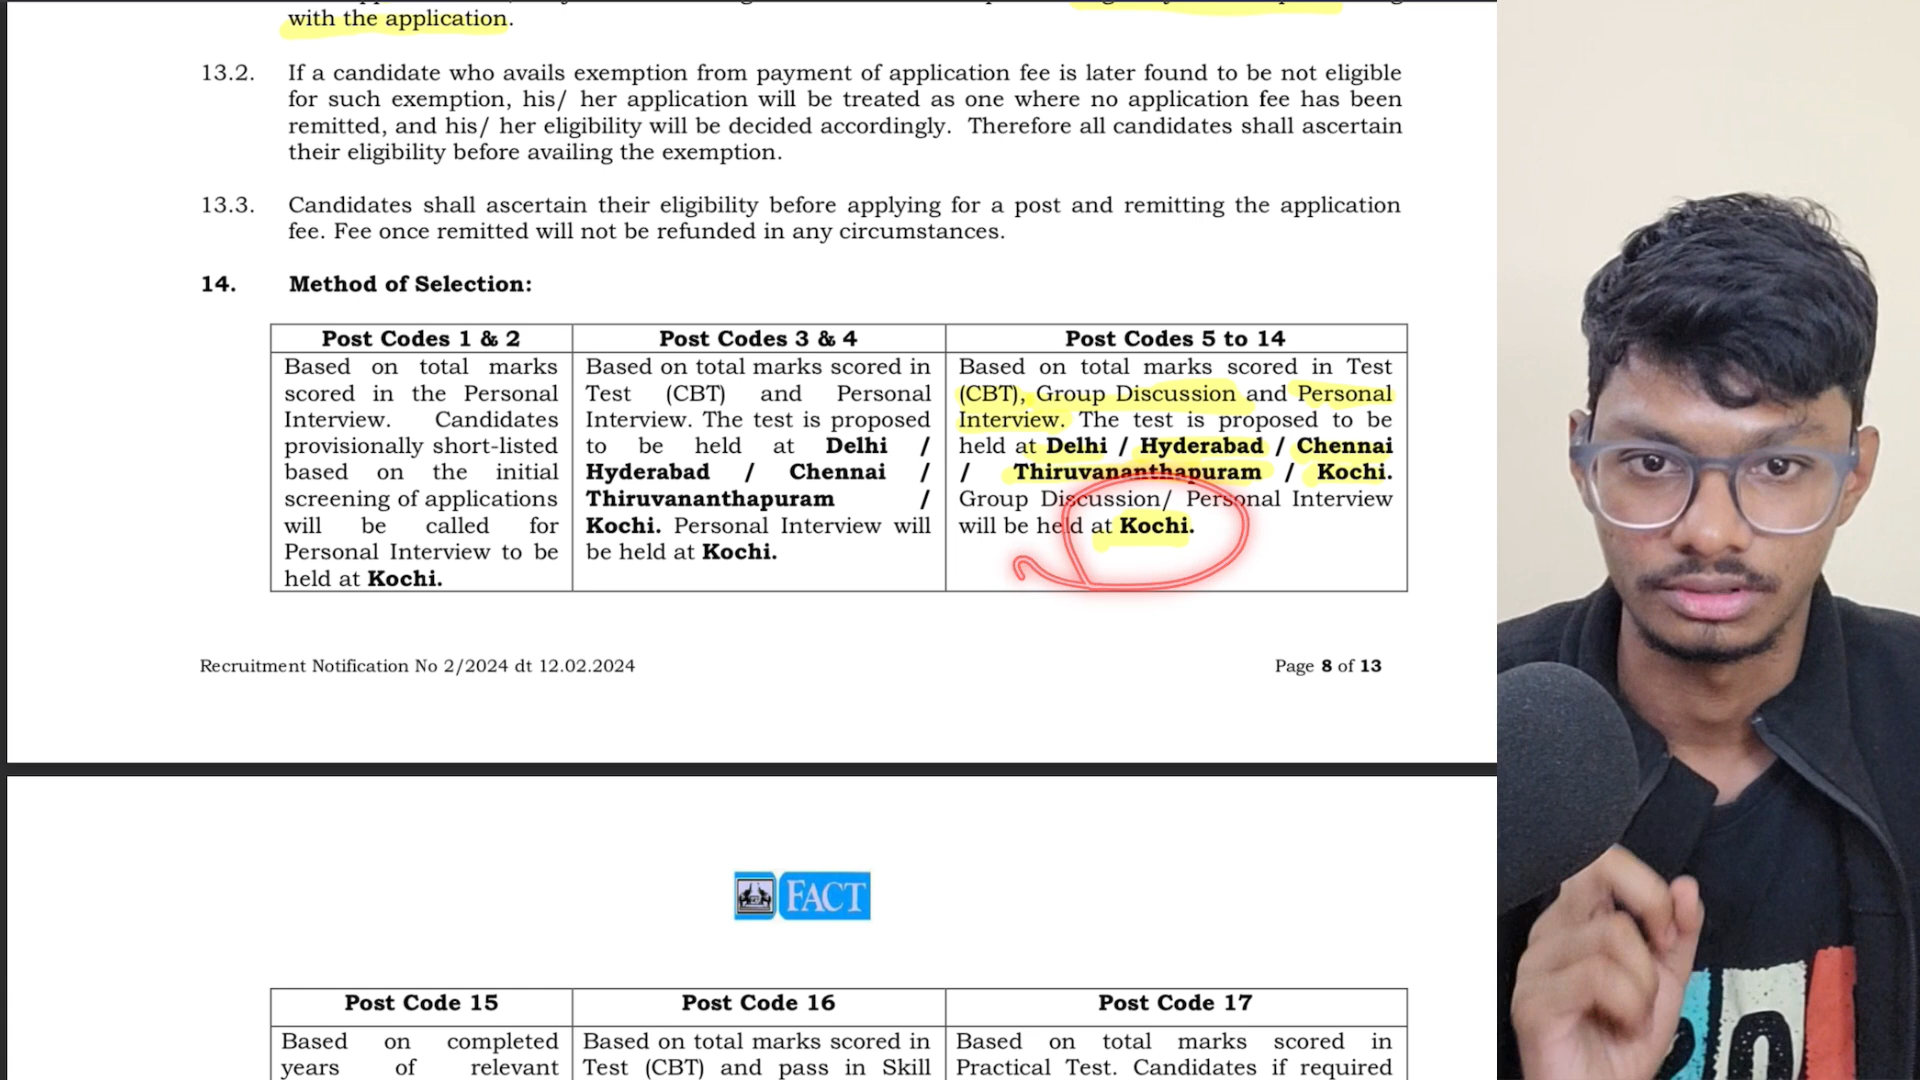 with the application.
13.2. If a candidate who avails exemption from payment of application fee is later found to be not eligible
for such exemption, his/ her application will be treated as one where no application fee has been
remitted, and his/ her eligibility will be decided accordingly. Therefore all candidates shall ascertain
their eligibility before availing the exemption.
13.3. Candidates shall ascertain their eligibility before applying for a post and remitting the application
fee. Fee once remitted will not be refunded in any circumstances.
14. Method of Selection:
Post Codes 1 & 2
Based on total marks
scored in the Personal
Interview. Candidates
provisionally short-listed
based on the initial
screening of applications
will be called for
Personal Interview to be
held at Kochi.
Post Codes 3 & 4
Based on total marks scored in
Test (CBT) and Personal
Interview. The test is proposed
to be held at Delhi /
Hyderabad / Chennai /
Thiruvananthapuram /
Kochi. Personal Interview will
be held at Kochi.
Post Codes 5 to 14
Based on total marks scored in Test
(CBT), Group Discussion and Personal
Interview. The test is proposed to be
held at Delhi / Hyderabad / Chennai
/ Thiruvananthapuram / Kochi.
Group Discussion/ Personal Interview
will be held at Kochi.
Recruitment Notification No 2/2024 dt 12.02.2024
Page 8 of 13
FACT
Post Code 15
Based on completed
years of relevant
Post Code 16
Based on total marks scored in
Test (CBT) and pass in Skill
Post Code 17
Based on total marks scored in
Practical Test. Candidates if required